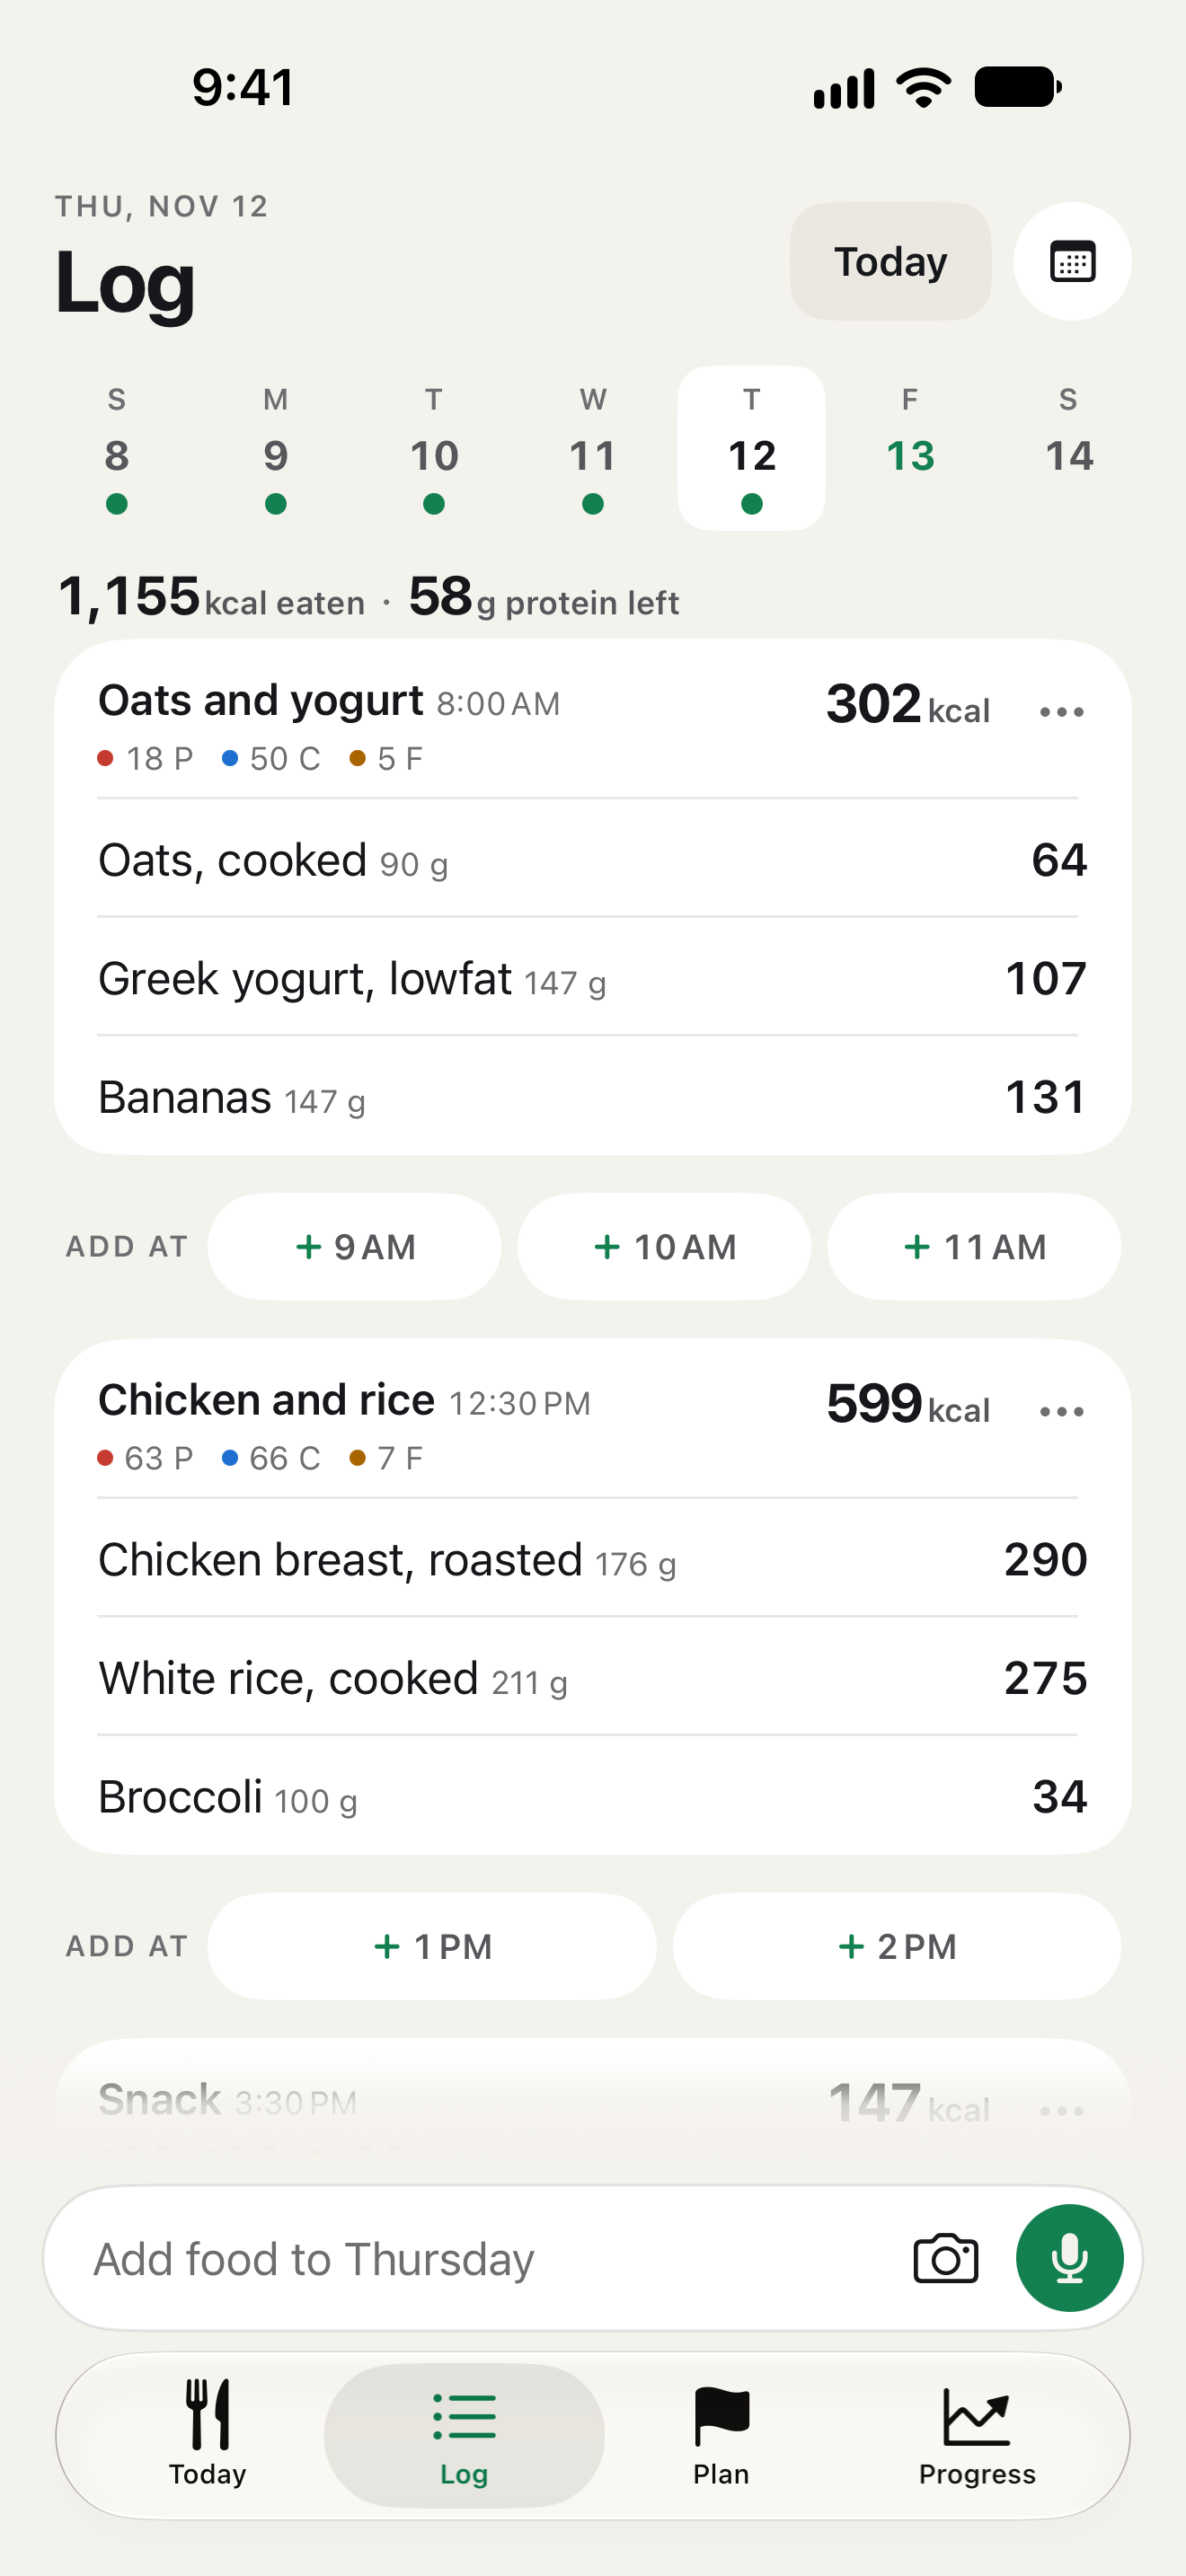 9:41
THU, NOV 12
Log
Today
S M T W T F S
8 9 10 11 12 13 14
1,155 kcal eaten · 58 g protein left
Oats and yogurt 8:00 AM 302 kcal
18 P 50 C 5 F
Oats, cooked 90 g 64
Greek yogurt, lowfat 147 g 107
Bananas 147 g 131
ADD AT + 9 AM + 10 AM + 11 AM
Chicken and rice 12:30 PM 599 kcal
63 P 66 C 7 F
Chicken breast, roasted 176 g 290
White rice, cooked 211 g 275
Broccoli 100 g 34
ADD AT + 1 PM + 2 PM
Snack 3:30 PM 147 kcal
Add food to Thursday
Today Log Plan Progress